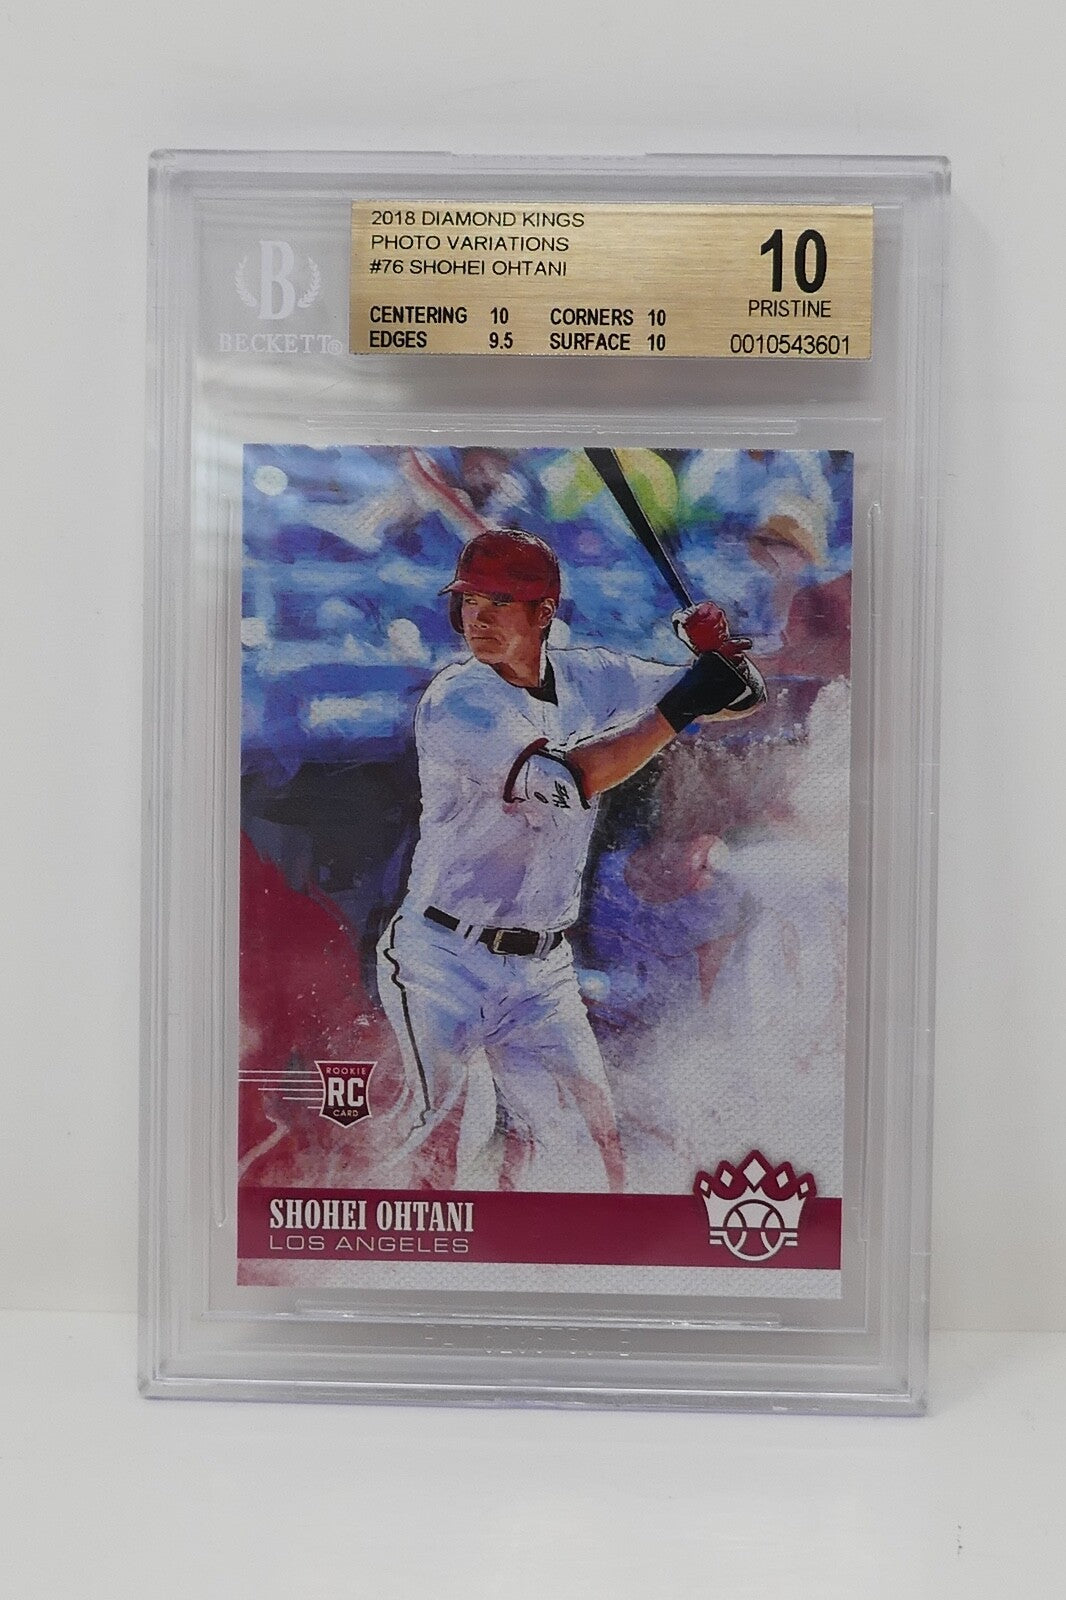 2018 DIAMOND KINGS
PHOTO VARIATIONS
#76 SHOHEI OHTANI
10
PRISTINE
CENTERING 10 CORNERS 10
EDGES 9.5 SURFACE 10
0010543601
B
BECKETT®
ROOKIE
RC
CARD
SHOHEI OHTANI
LOS ANGELES